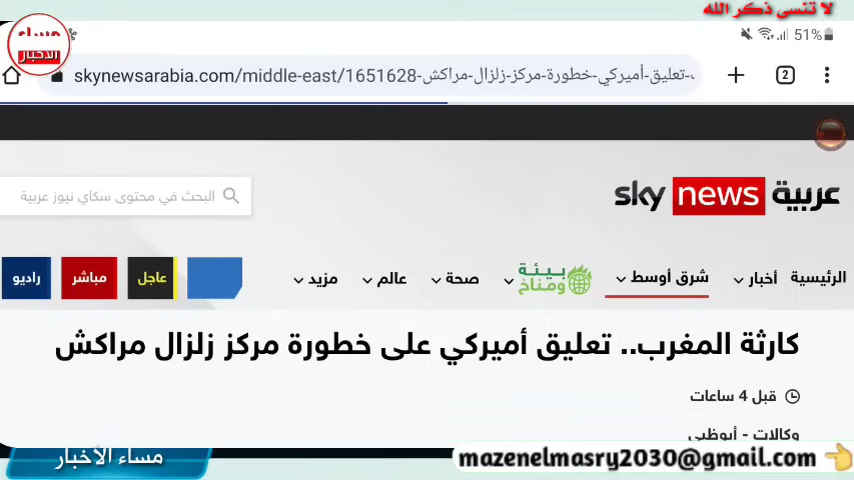 لا تنسى ذكر الله
مساء
الأخبار
51%
skynewsarabia.com/middle-east/1651628-تعليق-أميركي-خطورة-مركز-زلزال-مراكش
2
البحث في محتوى سكاي نيوز عربية
sky news عربية
الرئيسية
أخبار
شرق أوسط
بيئة ومناخ
صحة
عالم
مزيد
عاجل
مباشر
راديو
كارثة المغرب.. تعليق أميركي على خطورة مركز زلزال مراكش
قبل 4 ساعات
وكالات - أبوظبي
مساء الأخبار
mazenelmasry2030@gmail.com